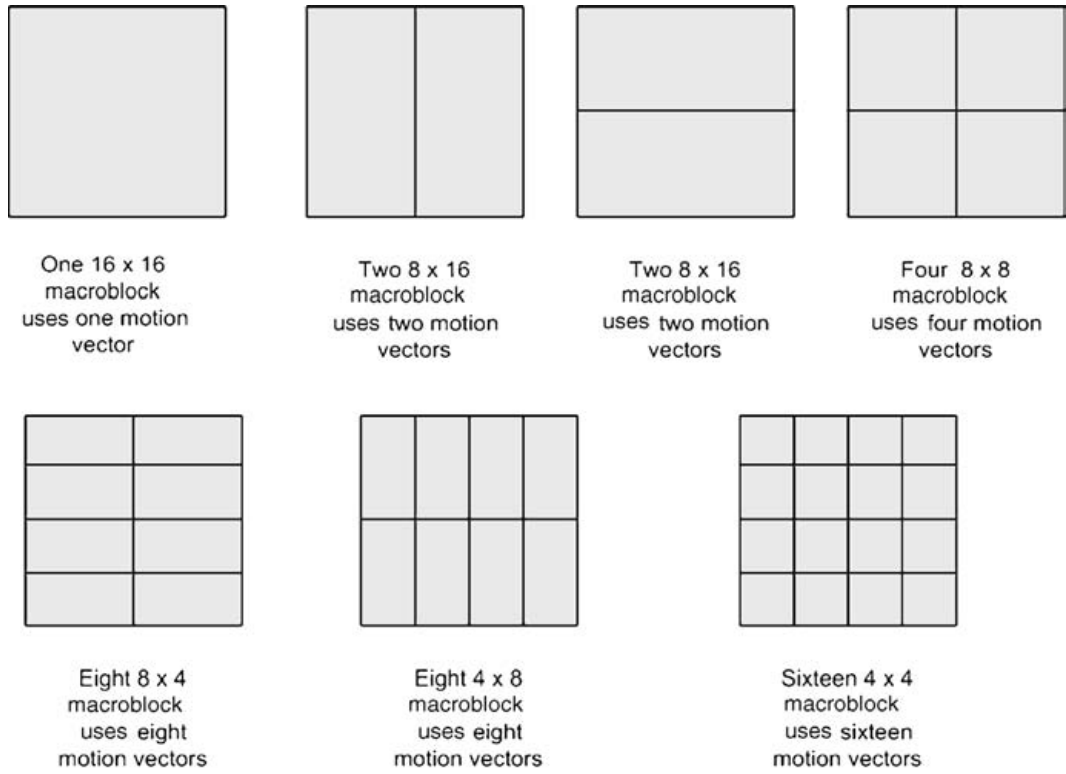 One 16 x 16
macroblock
uses one motion
vector
Two 8 x 16
macroblock
uses two motion
vectors
Two 8 x 16
macroblock
uses two motion
vectors
Four 8 x 8
macroblock
uses four motion
vectors
Eight 8 x 4
macroblock
uses eight
motion vectors
Eight 4 x 8
macroblock
uses eight
motion vectors
Sixteen 4 x 4
macroblock
uses sixteen
motion vectors